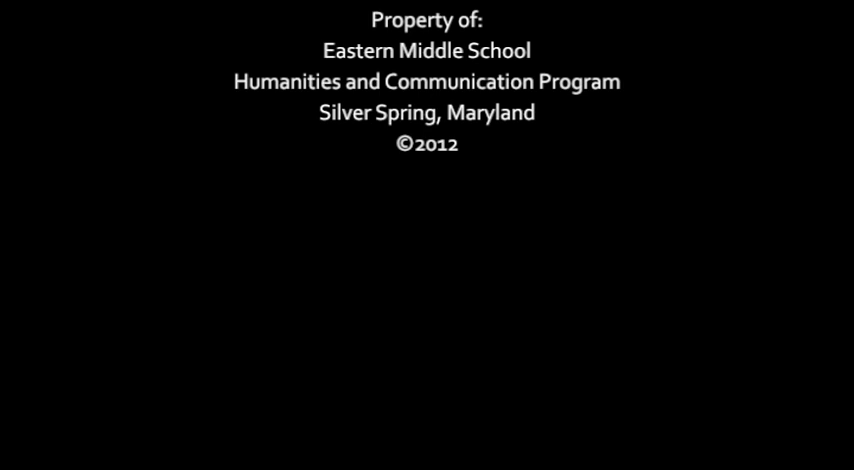 Property of:
Eastern Middle School
Humanities and Communication Program
Silver Spring, Maryland
©2012